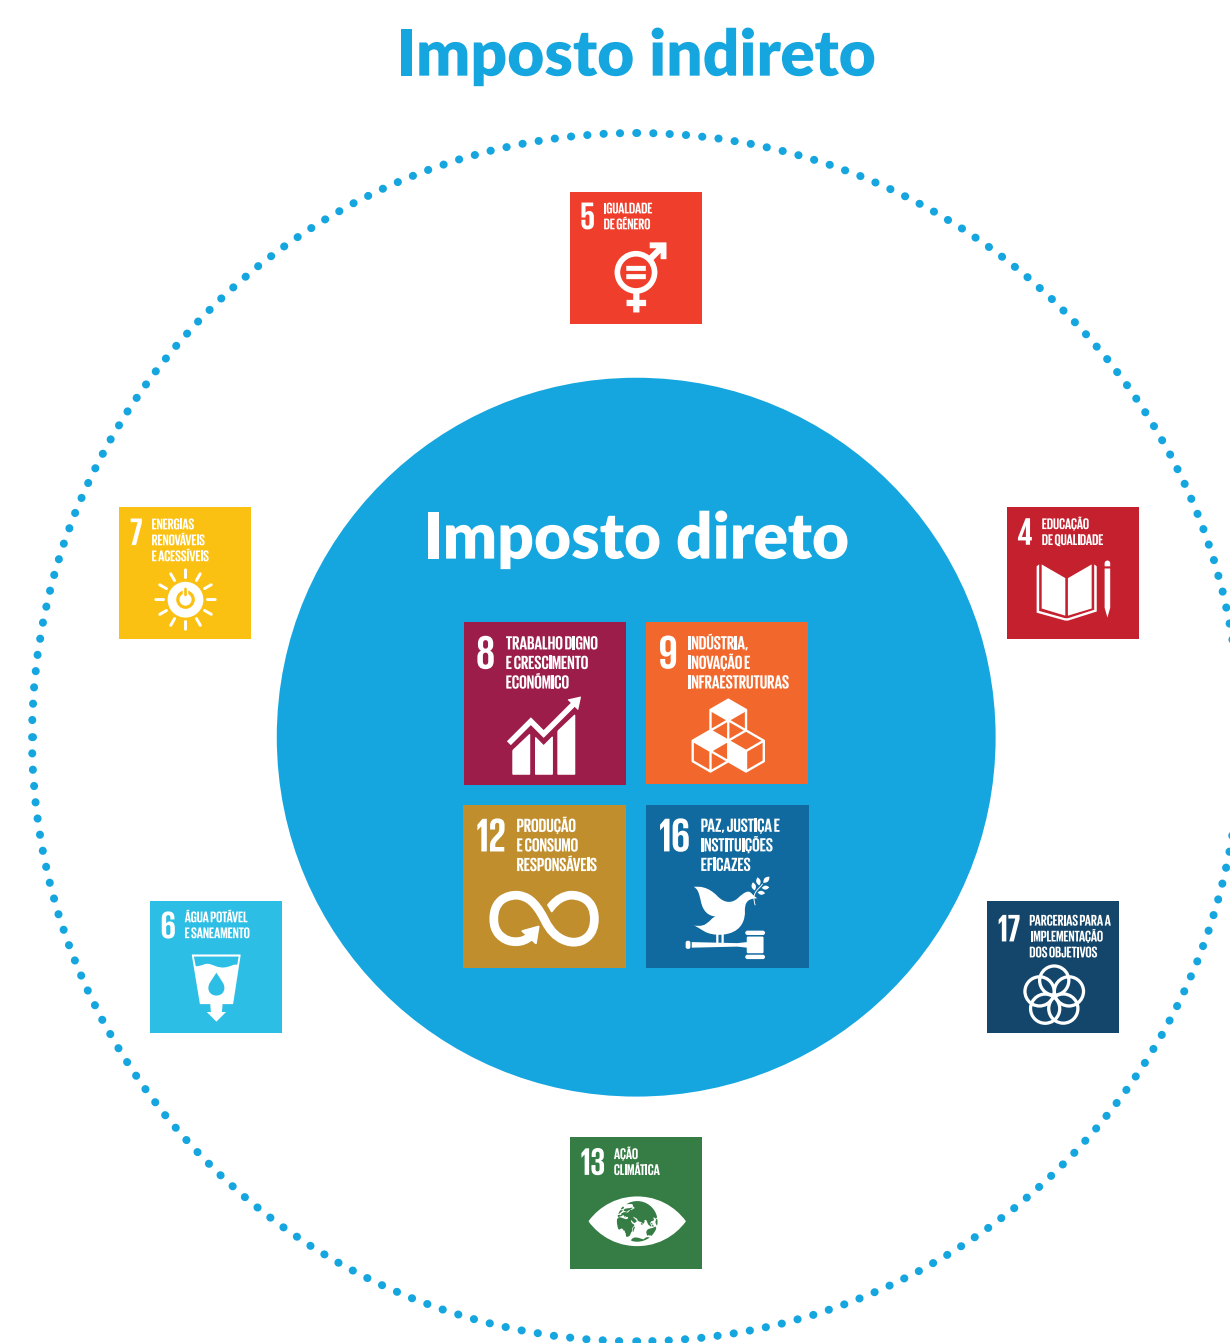 Imposto indireto
5 IGUALDADE
DE GÉNERO
7 ENERGIAS
RENOVÁVEIS
E ACESSÍVEIS
Imposto direto
4 EDUCAÇÃO
DE QUALIDADE
8 TRABALHO DIGNO
E CRESCIMENTO
ECONÓMICO
9 INDÚSTRIA,
INOVAÇÃO E
INFRAESTRUTURAS
12 PRODUÇÃO
E CONSUMO
RESPONSÁVEIS
16 PAZ, JUSTIÇA E
INSTITUIÇÕES
EFICAZES
6 ÁGUA POTÁVEL
E SANEAMENTO
17 PARCERIAS PARA A
IMPLEMENTAÇÃO
DOS OBJETIVOS
13 AÇÃO
CLIMÁTICA